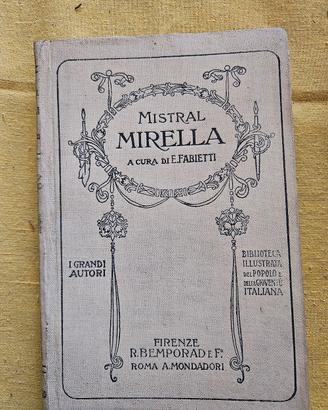 MISTRAL
MIRELLA
A CURA DI E. FABIETTI
I GRANDI
AUTORI
BIBLIOTECA
ILLUSTRATA
DEL POPOLO E
DELLA GIOVENTÙ
ITALIANA
FIRENZE
R. BEMPORAD E F.º
ROMA A. MONDADORI